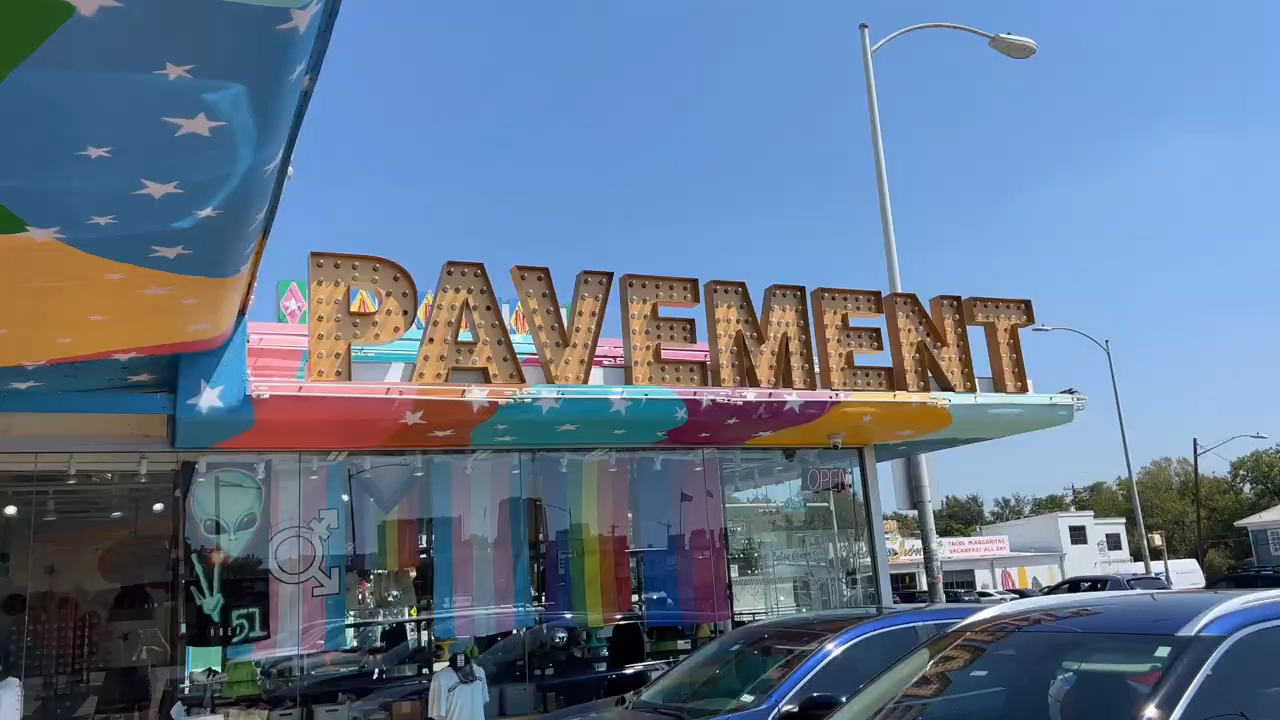 PAVEMENT
OPEN
TACOS MARGARITAS
BREAKFAST ALL DAY
51